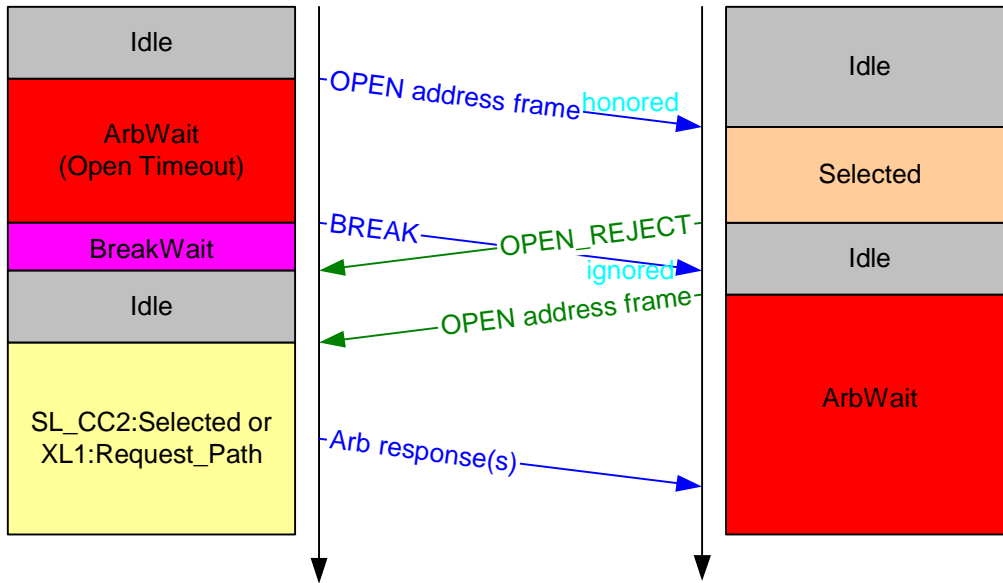 Idle
ArbWait
(Open Timeout)
BreakWait
Idle
SL_CC2:Selected or
XL1:Request_Path
OPEN address frame
honored
BREAK
OPEN_REJECT
ignored
OPEN address frame
Arb response(s)
Idle
Selected
Idle
ArbWait